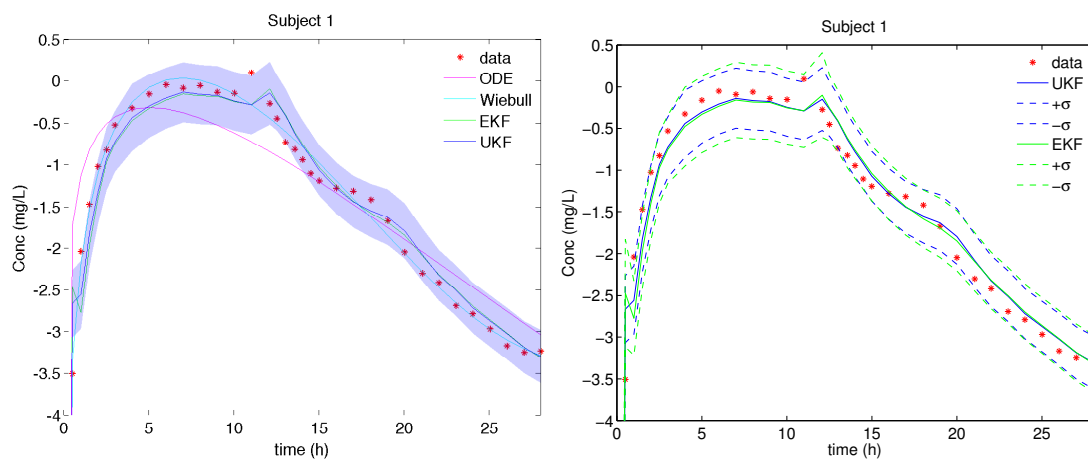 Subject 1
0.5
0
-0.5
-1
-1.5
-2
-2.5
-3
-3.5
-4
Conc (mg/L)
0
5
10
15
20
25
time (h)
data
ODE
Wiebull
EKF
UKF
Subject 1
0.5
0
−0.5
−1
−1.5
−2
−2.5
−3
−3.5
−4
Conc (mg/L)
0
5
10
15
20
25
time (h)
data
UKF
+σ
−σ
EKF
+σ
−σ